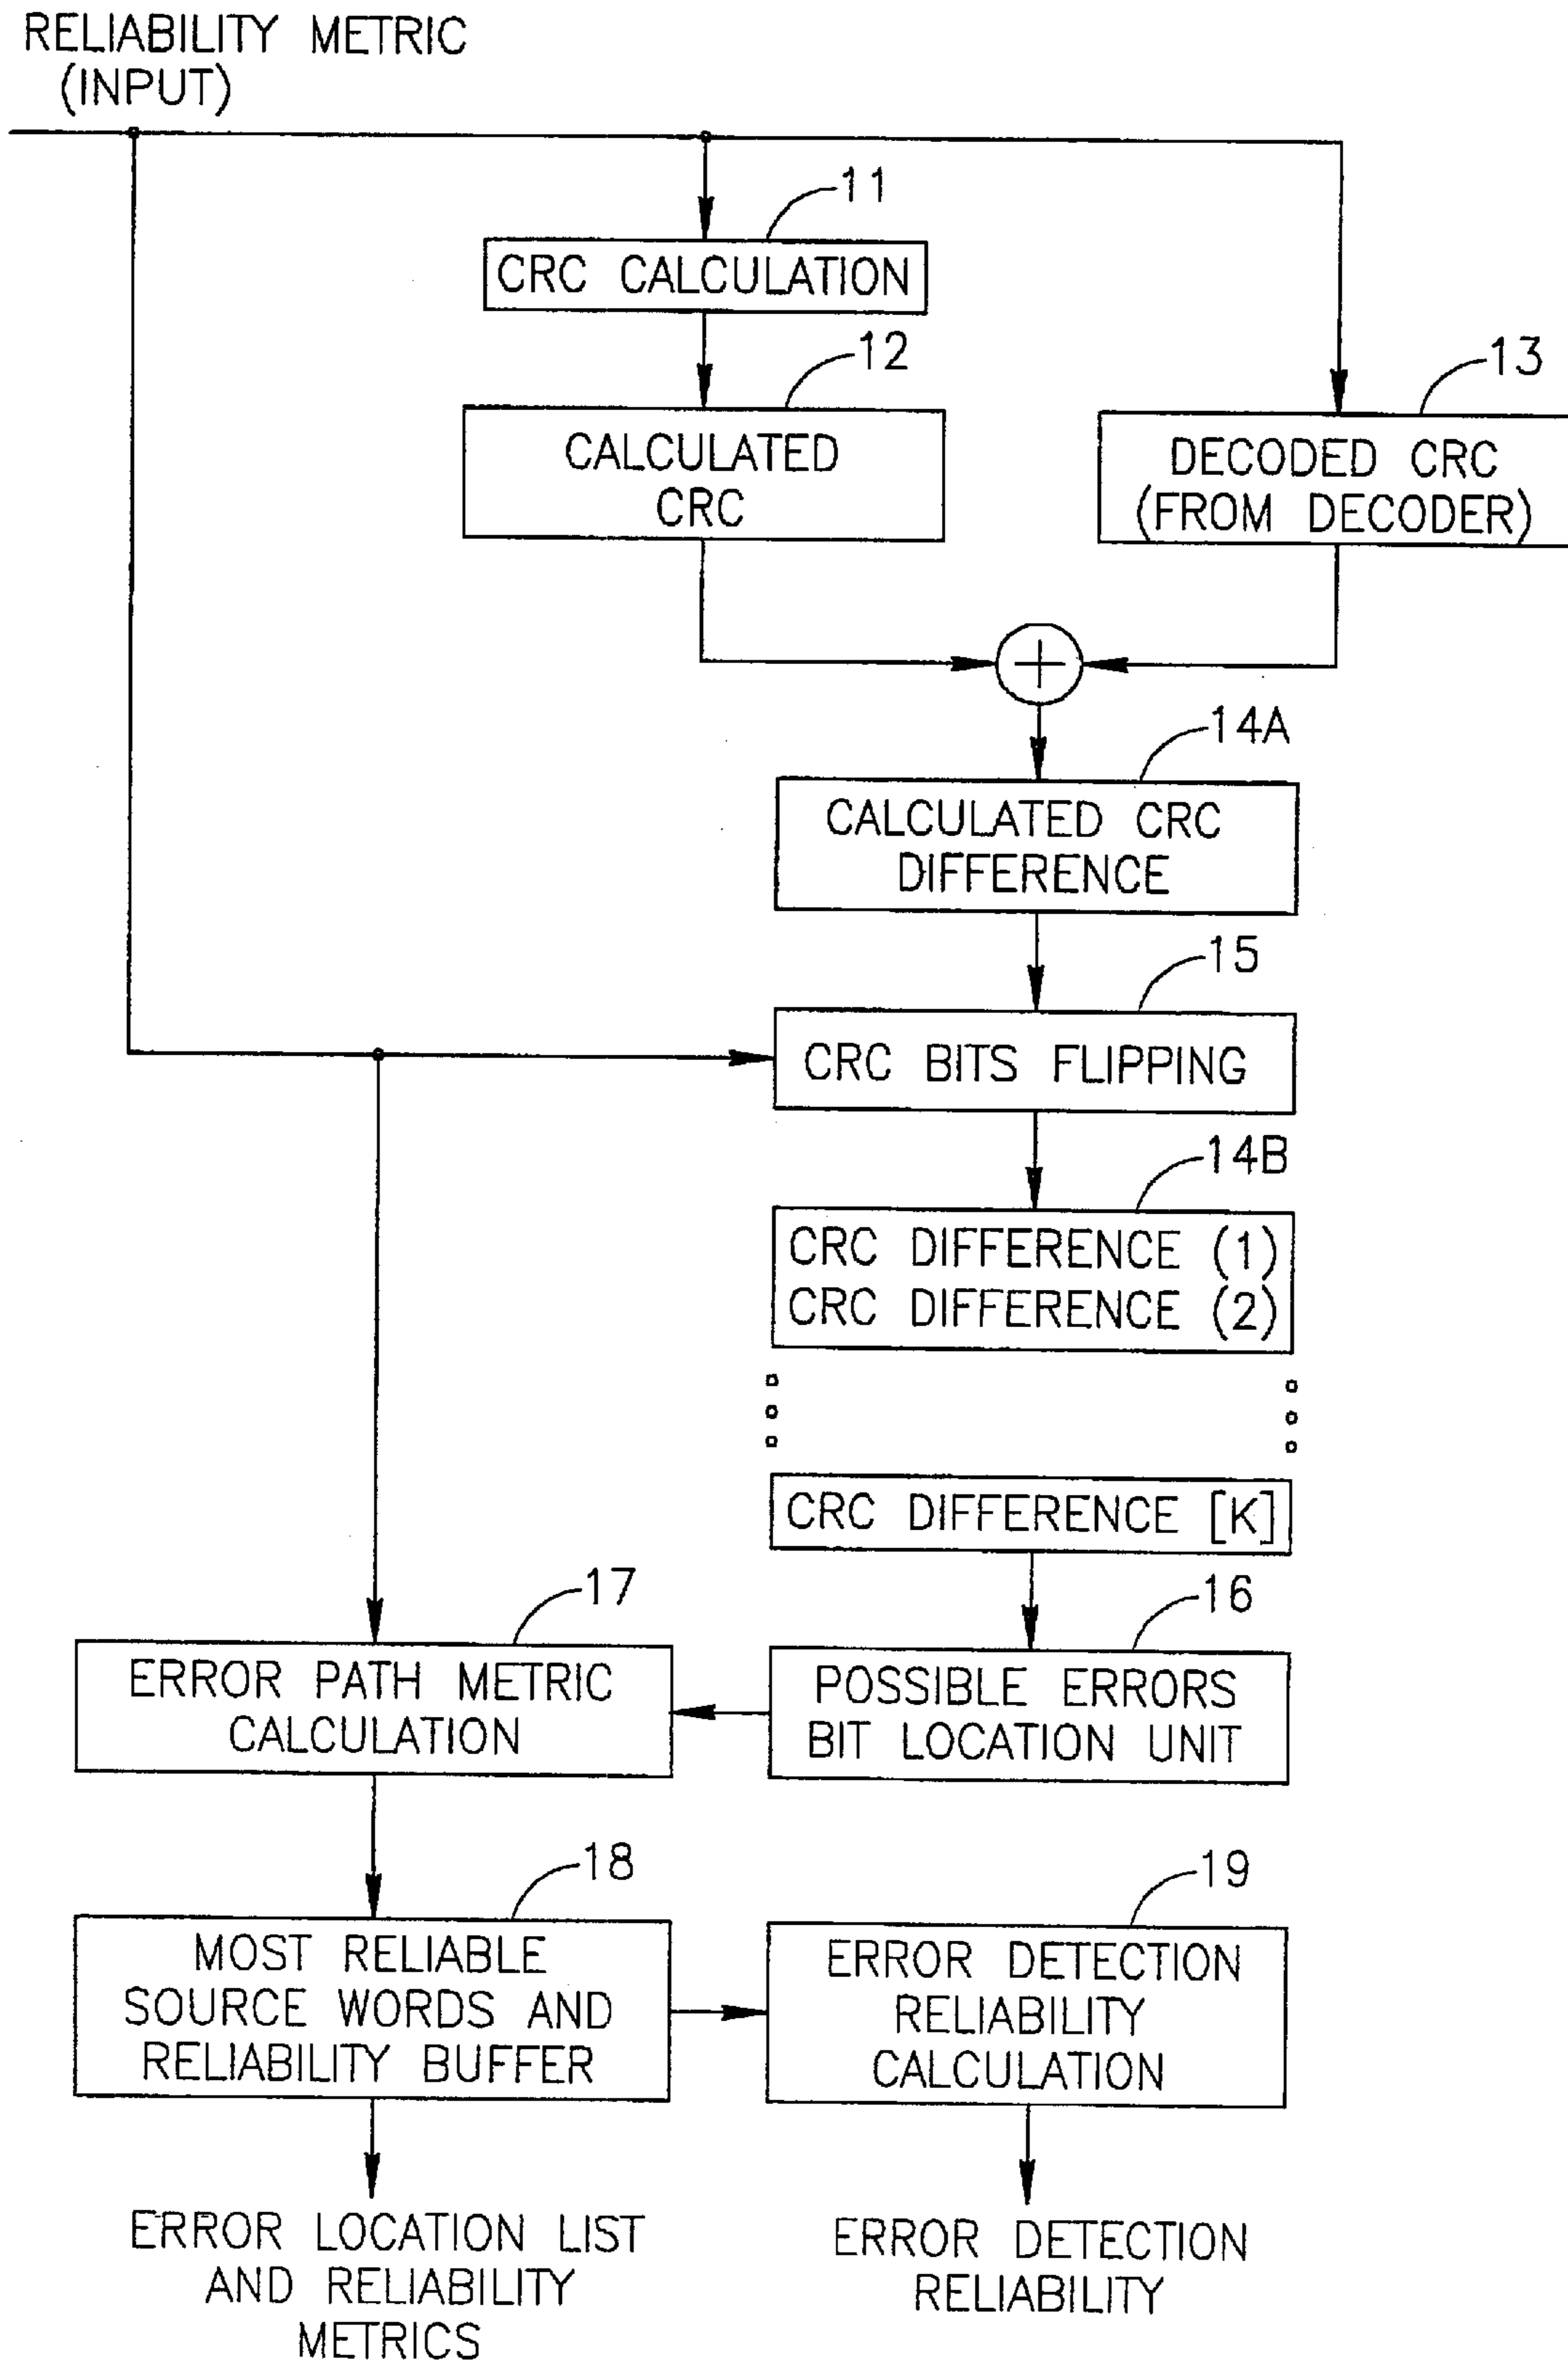 RELIABILITY METRIC
(INPUT)
11
CRC CALCULATION
12
CALCULATED
CRC
13
DECODED CRC
(FROM DECODER)
14A
CALCULATED CRC
DIFFERENCE
15
CRC BITS FLIPPING
14B
CRC DIFFERENCE (1)
CRC DIFFERENCE (2)
CRC DIFFERENCE [K]
17
ERROR PATH METRIC
CALCULATION
16
POSSIBLE ERRORS
BIT LOCATION UNIT
18
MOST RELIABLE
SOURCE WORDS AND
RELIABILITY BUFFER
19
ERROR DETECTION
RELIABILITY
CALCULATION
ERROR LOCATION LIST
AND RELIABILITY
METRICS
ERROR DETECTION
RELIABILITY